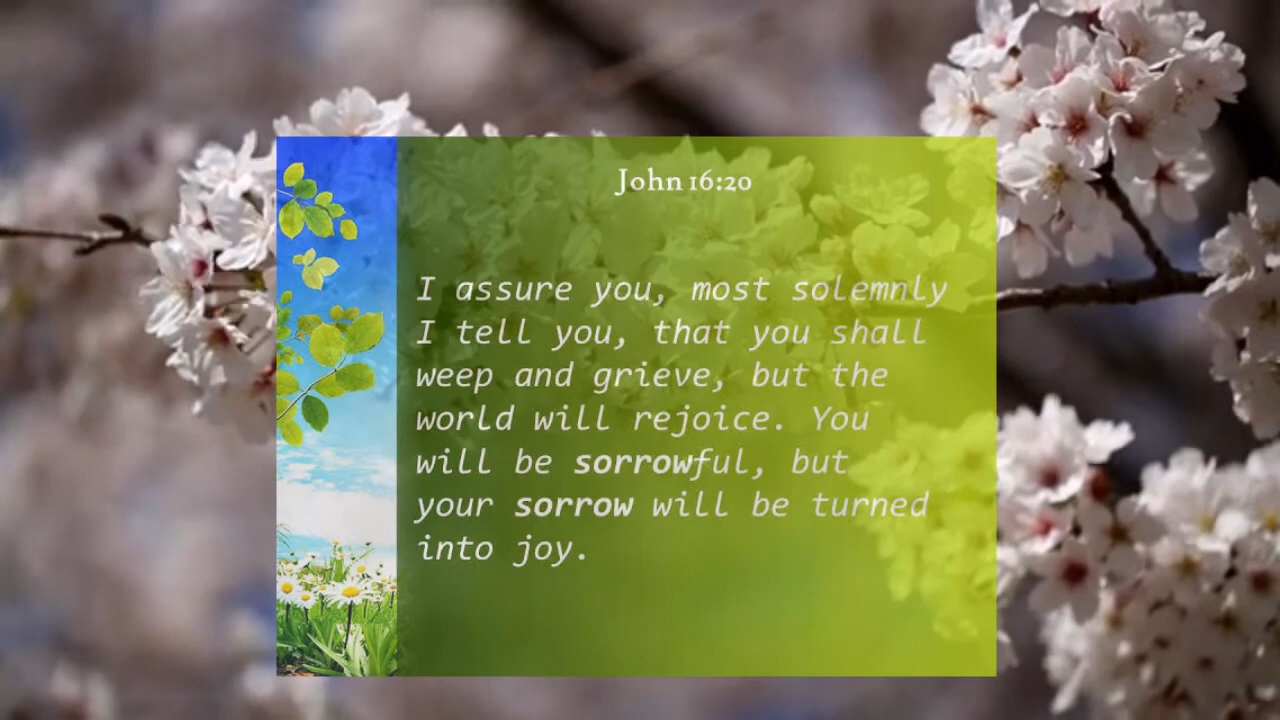 John 16:20
I assure you, most solemnly
I tell you, that you shall
weep and grieve, but the
world will rejoice. You
will be sorrowful, but
your sorrow will be turned
into joy.